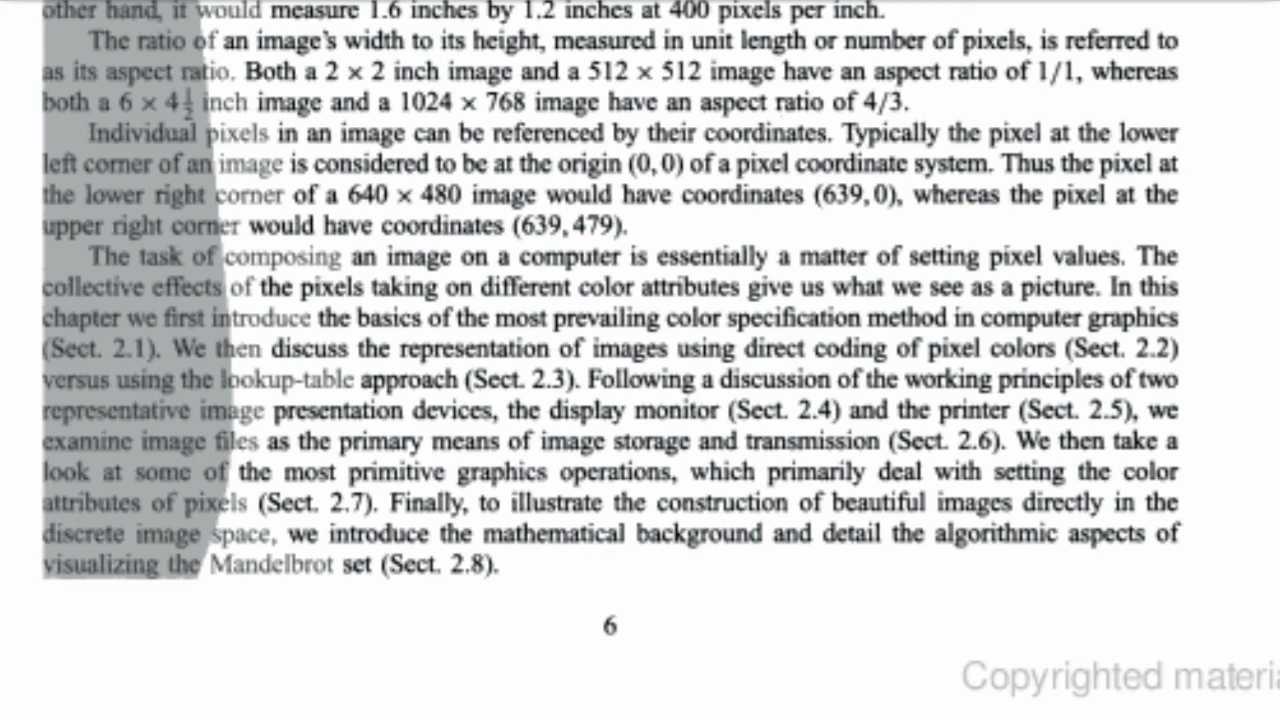 other hand, it would measure 1.6 inches by 1.2 inches at 400 pixels per inch.
The ratio of an image's width to its height, measured in unit length or number of pixels, is referred to
as its aspect ratio. Both a 2 × 2 inch image and a 512 × 512 image have an aspect ratio of 1/1, whereas
both a 6 × 4½ inch image and a 1024 × 768 image have an aspect ratio of 4/3.
Individual pixels in an image can be referenced by their coordinates. Typically the pixel at the lower
left corner of an image is considered to be at the origin (0,0) of a pixel coordinate system. Thus the pixel at
the lower right corner of a 640 × 480 image would have coordinates (639,0), whereas the pixel at the
upper right corner would have coordinates (639,479).
The task of composing an image on a computer is essentially a matter of setting pixel values. The
collective effects of the pixels taking on different color attributes give us what we see as a picture. In this
chapter we first introduce the basics of the most prevailing color specification method in computer graphics
(Sect. 2.1). We then discuss the representation of images using direct coding of pixel colors (Sect. 2.2)
versus using the lookup-table approach (Sect. 2.3). Following a discussion of the working principles of two
representative image presentation devices, the display monitor (Sect. 2.4) and the printer (Sect. 2.5), we
examine image files as the primary means of image storage and transmission (Sect. 2.6). We then take a
look at some of the most primitive graphics operations, which primarily deal with setting the color
attributes of pixels (Sect. 2.7). Finally, to illustrate the construction of beautiful images directly in the
discrete image space, we introduce the mathematical background and detail the algorithmic aspects of
visualizing the Mandelbrot set (Sect. 2.8).
6
Copyrighted materia